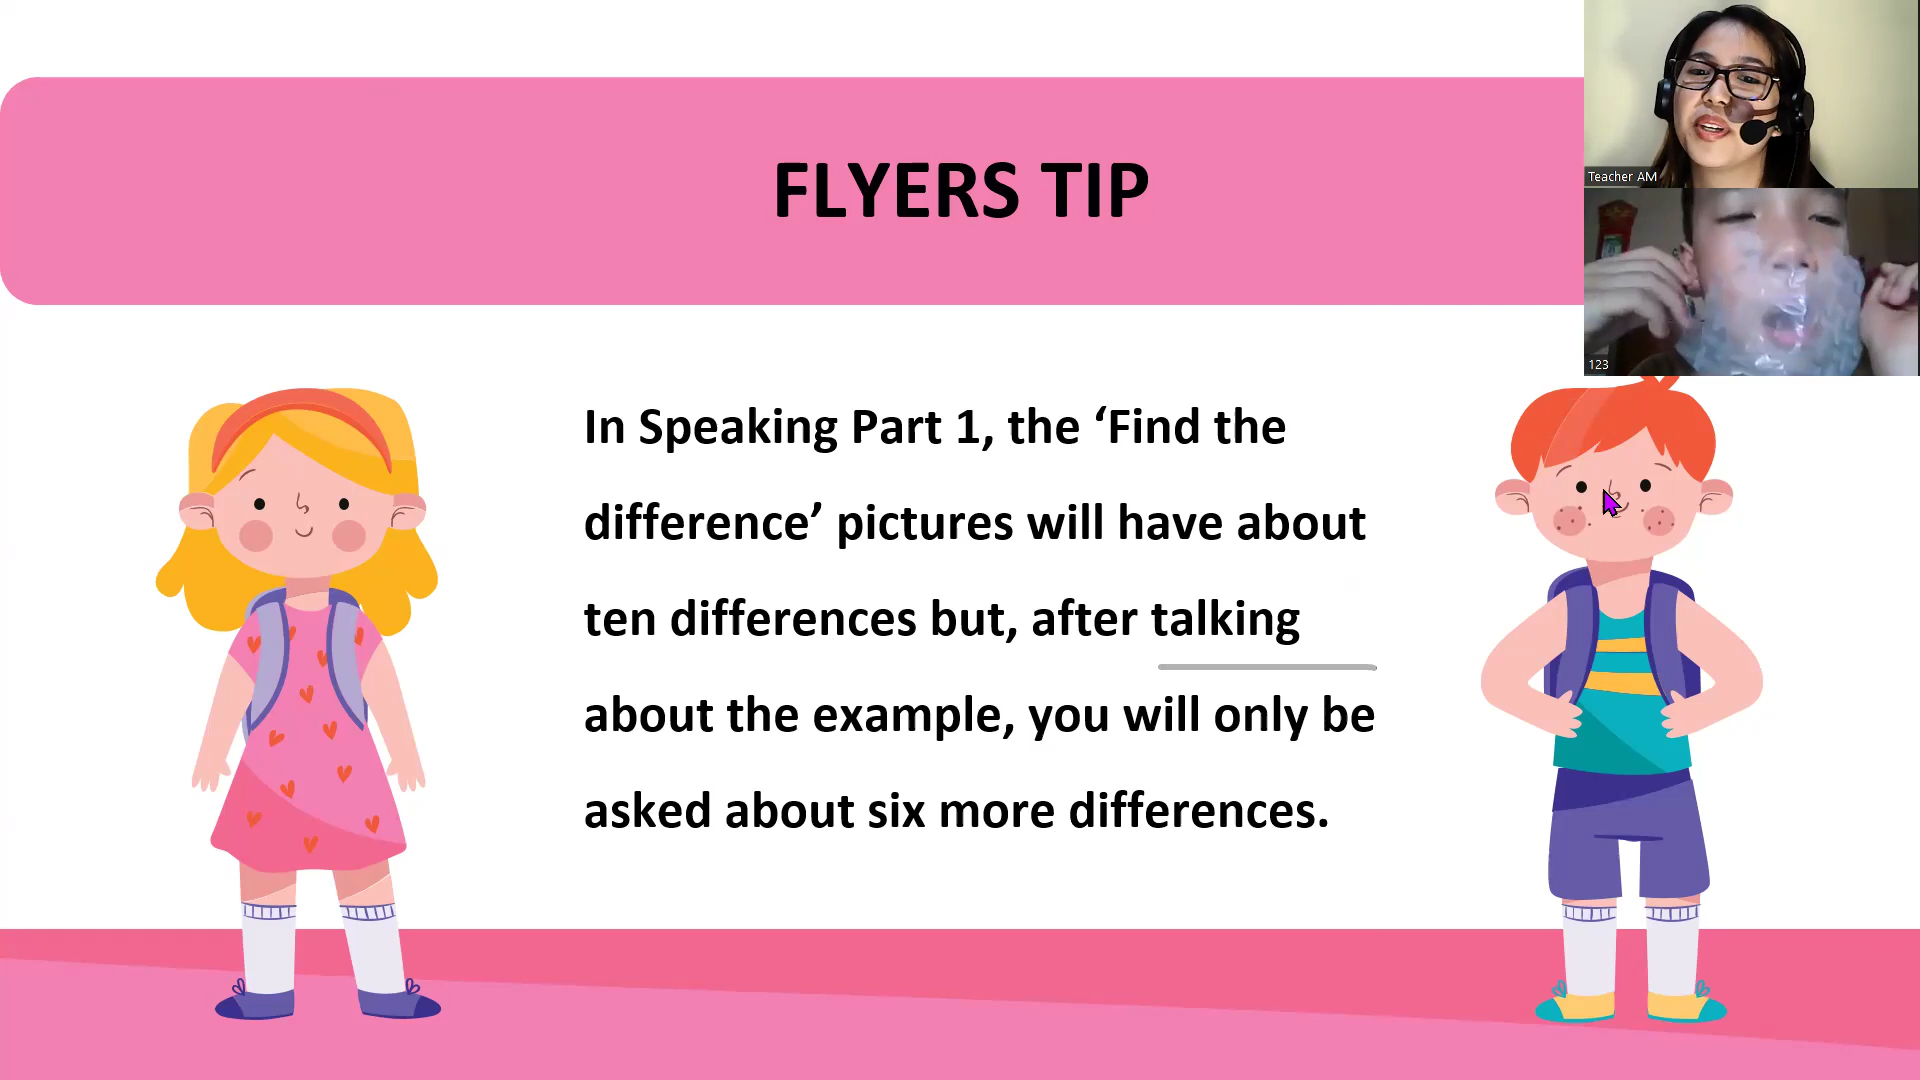 FLYERS TIP
Teacher AM
123
In Speaking Part 1, the ‘Find the
difference’ pictures will have about
ten differences but, after talking
about the example, you will only be
asked about six more differences.